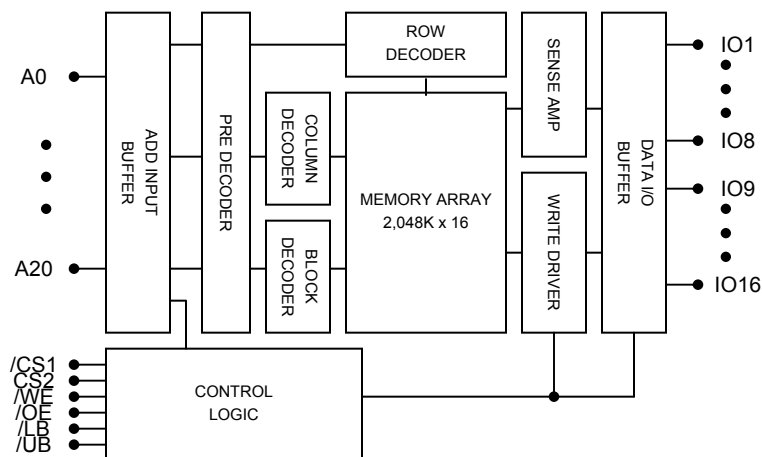 ROW
DECODER
IO1
A0
ADD INPUT
BUFFER
PRE DECODER
COLUMN
DECODER
SENSE AMP
DATA I/O
BUFFER
IO8
MEMORY ARRAY
2,048K x 16
IO9
BLOCK
DECODER
WRITE DRIVER
A20
IO16
/CS1
CS2
/WE
/OE
/LB
/UB
CONTROL
LOGIC